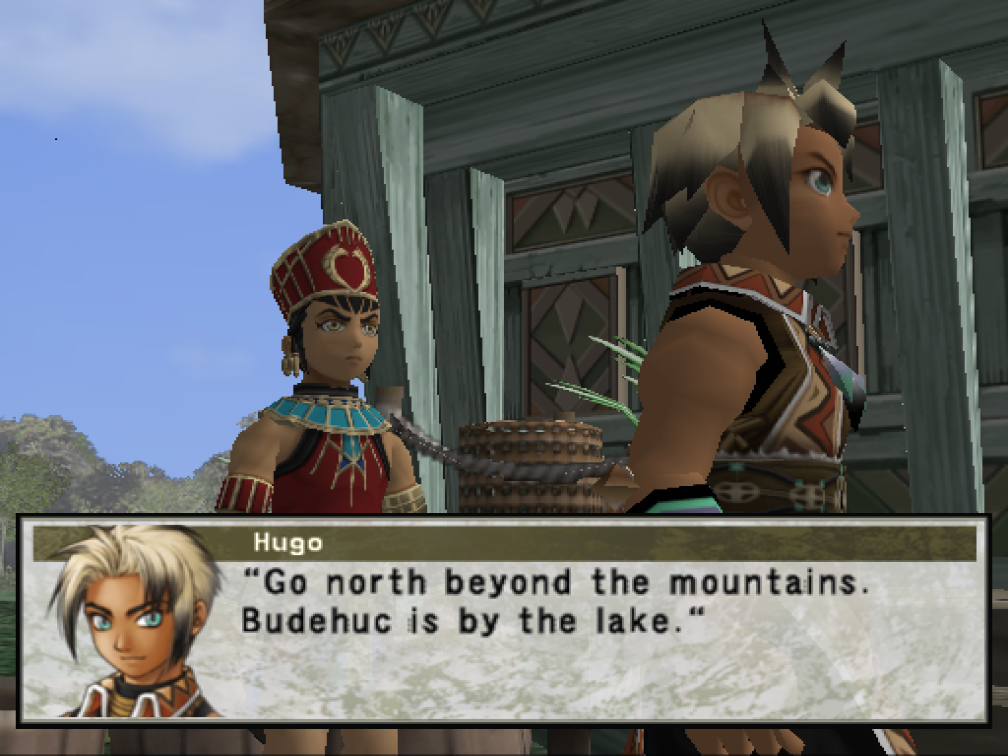 Hugo
“Go north beyond the mountains.
Budehuc is by the lake.“